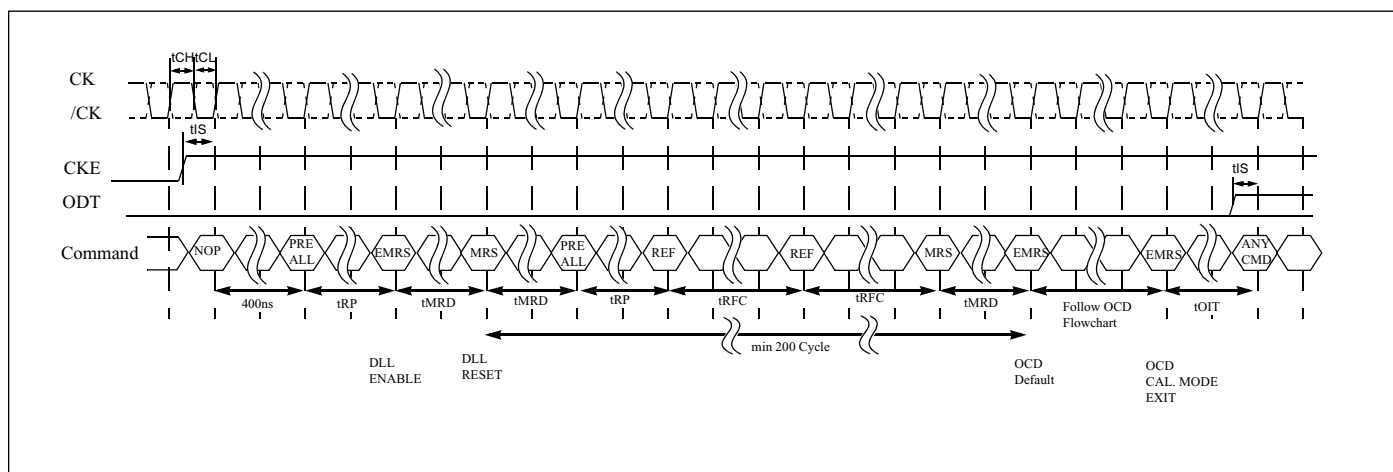 tCH tCL
CK
/CK
tIS
CKE
tIS
ODT
Command
NOP
PRE
ALL
EMRS
MRS
PRE
ALL
REF
REF
MRS
EMRS
EMRS
ANY
CMD
400ns
tRP
tMRD
tMRD
tRP
tRFC
tRFC
tMRD
Follow OCD
Flowchart
tOIT
min 200 Cycle
DLL
ENABLE
DLL
RESET
OCD
Default
OCD
CAL. MODE
EXIT